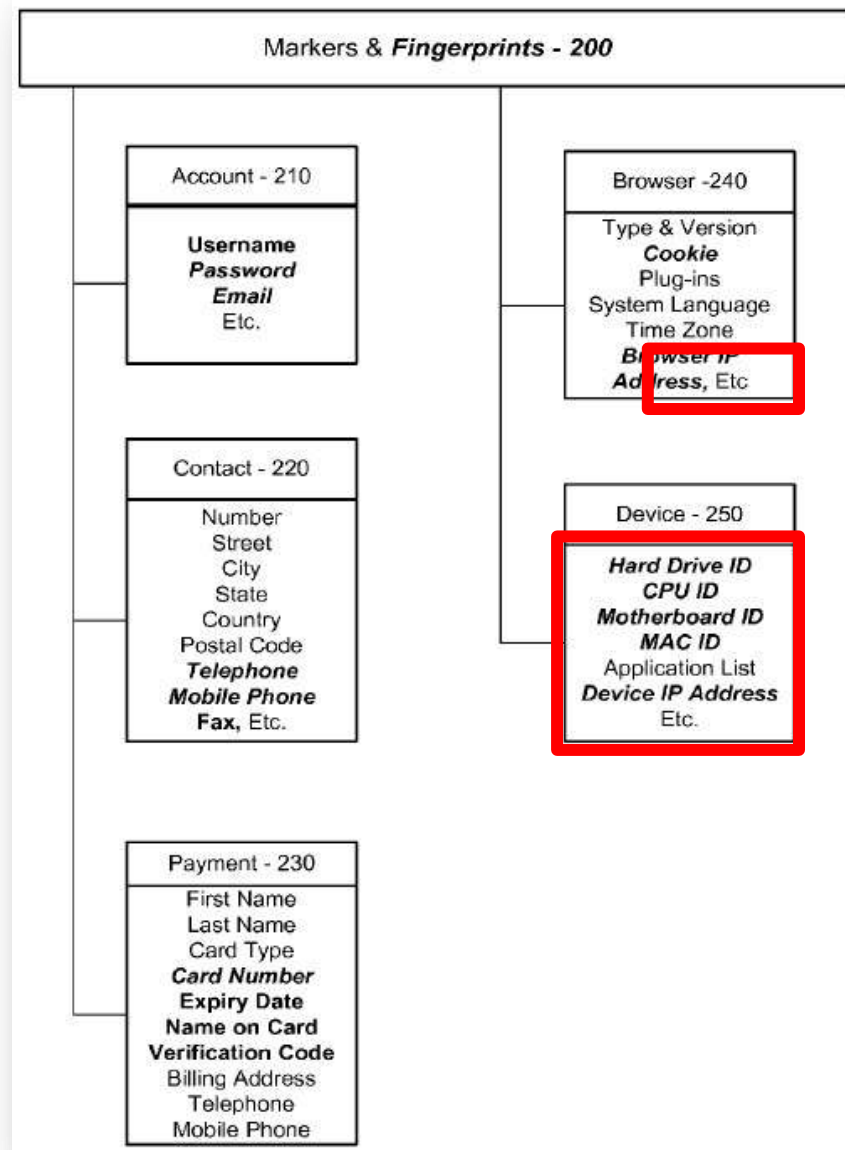 Markers & Fingerprints - 200
Account - 210
Username
Password
Email
Etc.
Contact - 220
Number
Street
City
State
Country
Postal Code
Telephone
Mobile Phone
Fax, Etc.
Payment - 230
First Name
Last Name
Card Type
Card Number
Expiry Date
Name on Card
Verification Code
Billing Address
Telephone
Mobile Phone
Browser -240
Type & Version
Cookie
Plug-ins
System Language
Time Zone
Browser IP
Address, Etc
Device - 250
Hard Drive ID
CPU ID
Motherboard ID
MAC ID
Application List
Device IP Address
Etc.